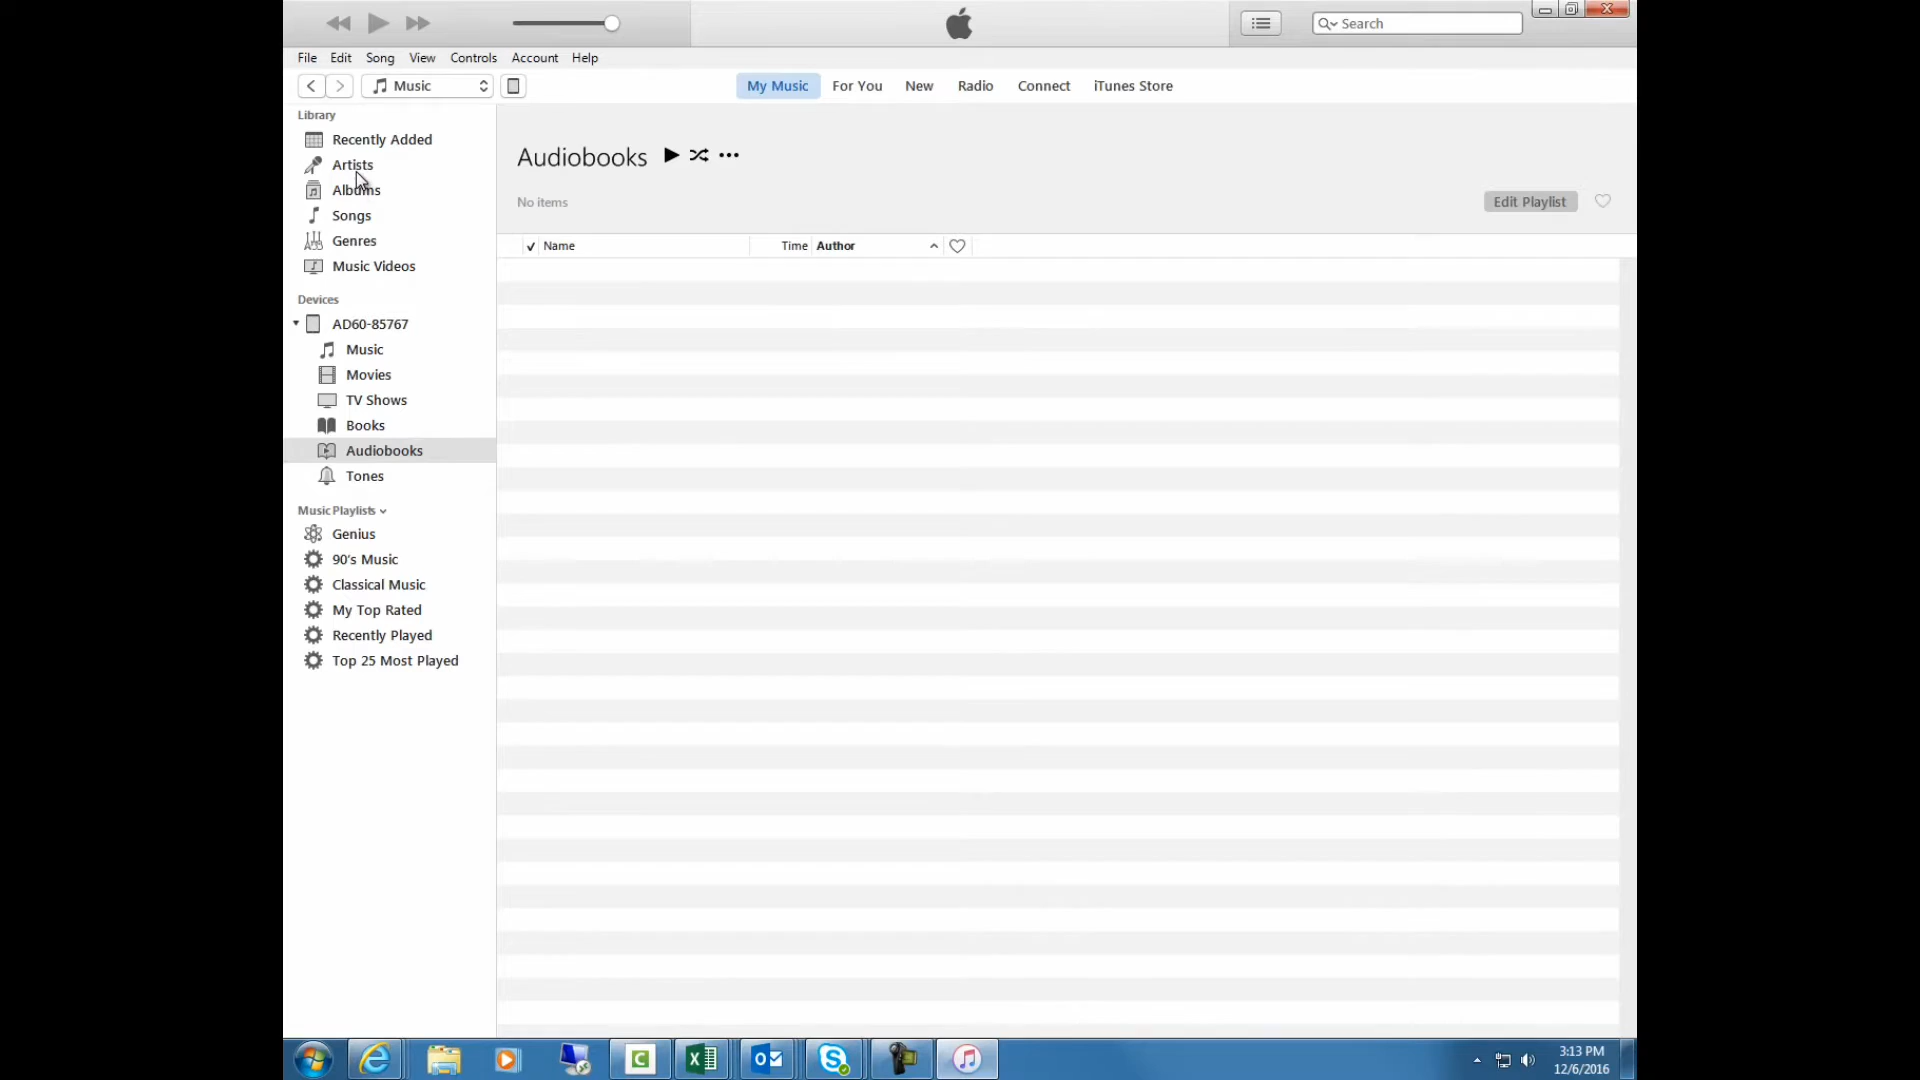 Search
File Edit Song View Controls Account Help
Music
My Music For You New Radio Connect iTunes Store
Library
Recently Added
Artists
Albums
Songs
Genres
Music Videos
Devices
AD60-85767
Music
Movies
TV Shows
Books
Audiobooks
Tones
Music Playlists
Genius
90's Music
Classical Music
My Top Rated
Recently Played
Top 25 Most Played
Audiobooks
No items
Edit Playlist
Name Time Author
3:13 PM
12/6/2016